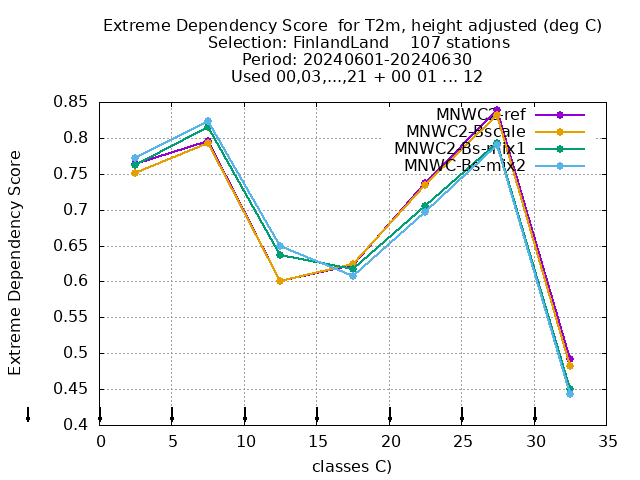 Extreme Dependency Score  for T2m, height adjusted (deg C)
Selection: FinlandLand    107 stations
Period: 20240601-20240630
Used 00,03,...,21 + 00 01 ... 12
MNWC2-ref
MNWC2-Bscale
MNWC2-Bs-mix1
MNWC-Bs-mix2
Extreme Dependency Score
0.85
0.8
0.75
0.7
0.65
0.6
0.55
0.5
0.45
0.4
0 5 10 15 20 25 30 35
classes C)